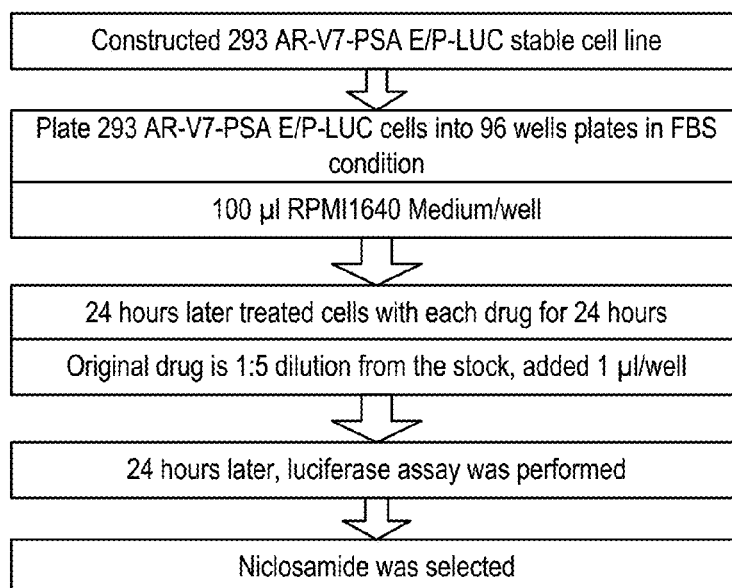 Constructed 293 AR-V7-PSA E/P-LUC stable cell line
Plate 293 AR-V7-PSA E/P-LUC cells into 96 wells plates in FBS
condition
100 µl RPMI1640 Medium/well
24 hours later treated cells with each drug for 24 hours
Original drug is 1:5 dilution from the stock, added 1 µl/well
24 hours later, luciferase assay was performed
Niclosamide was selected